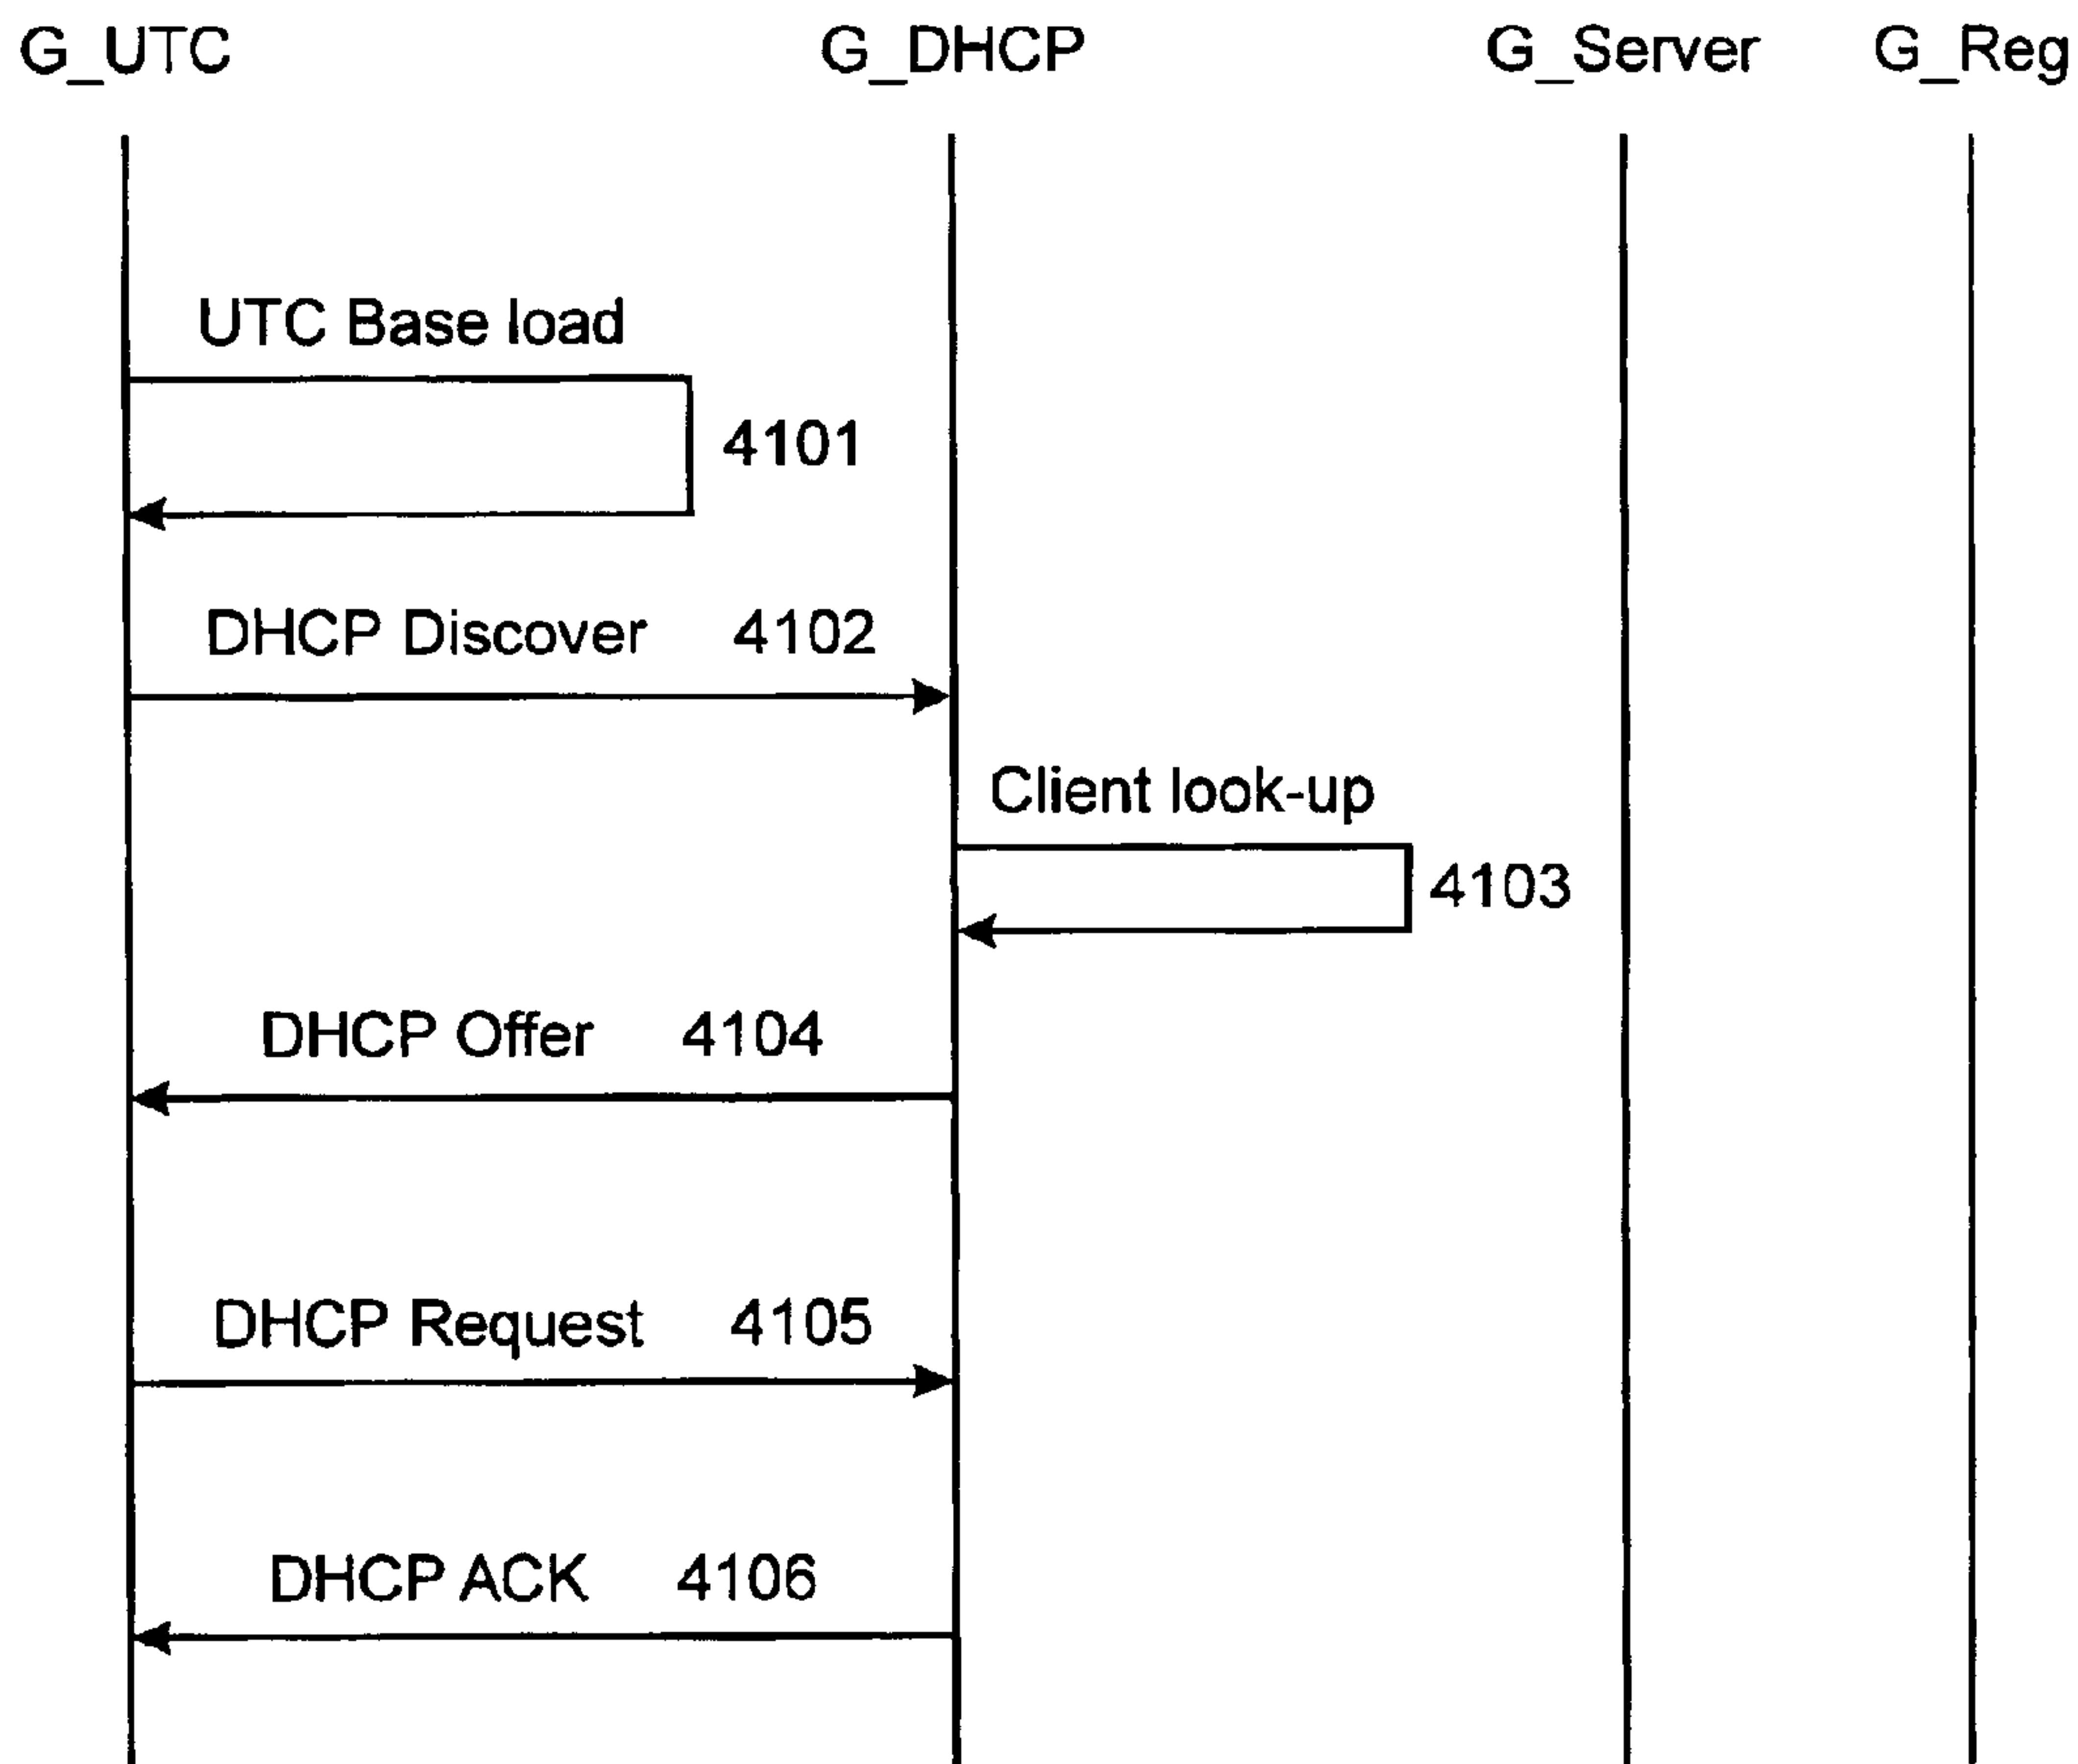 G_UTC G_DHCP G_Server G_Reg
UTC Base load
4101
DHCP Discover 4102
Client look-up
4103
DHCP Offer 4104
DHCP Request 4105
DHCP ACK 4106